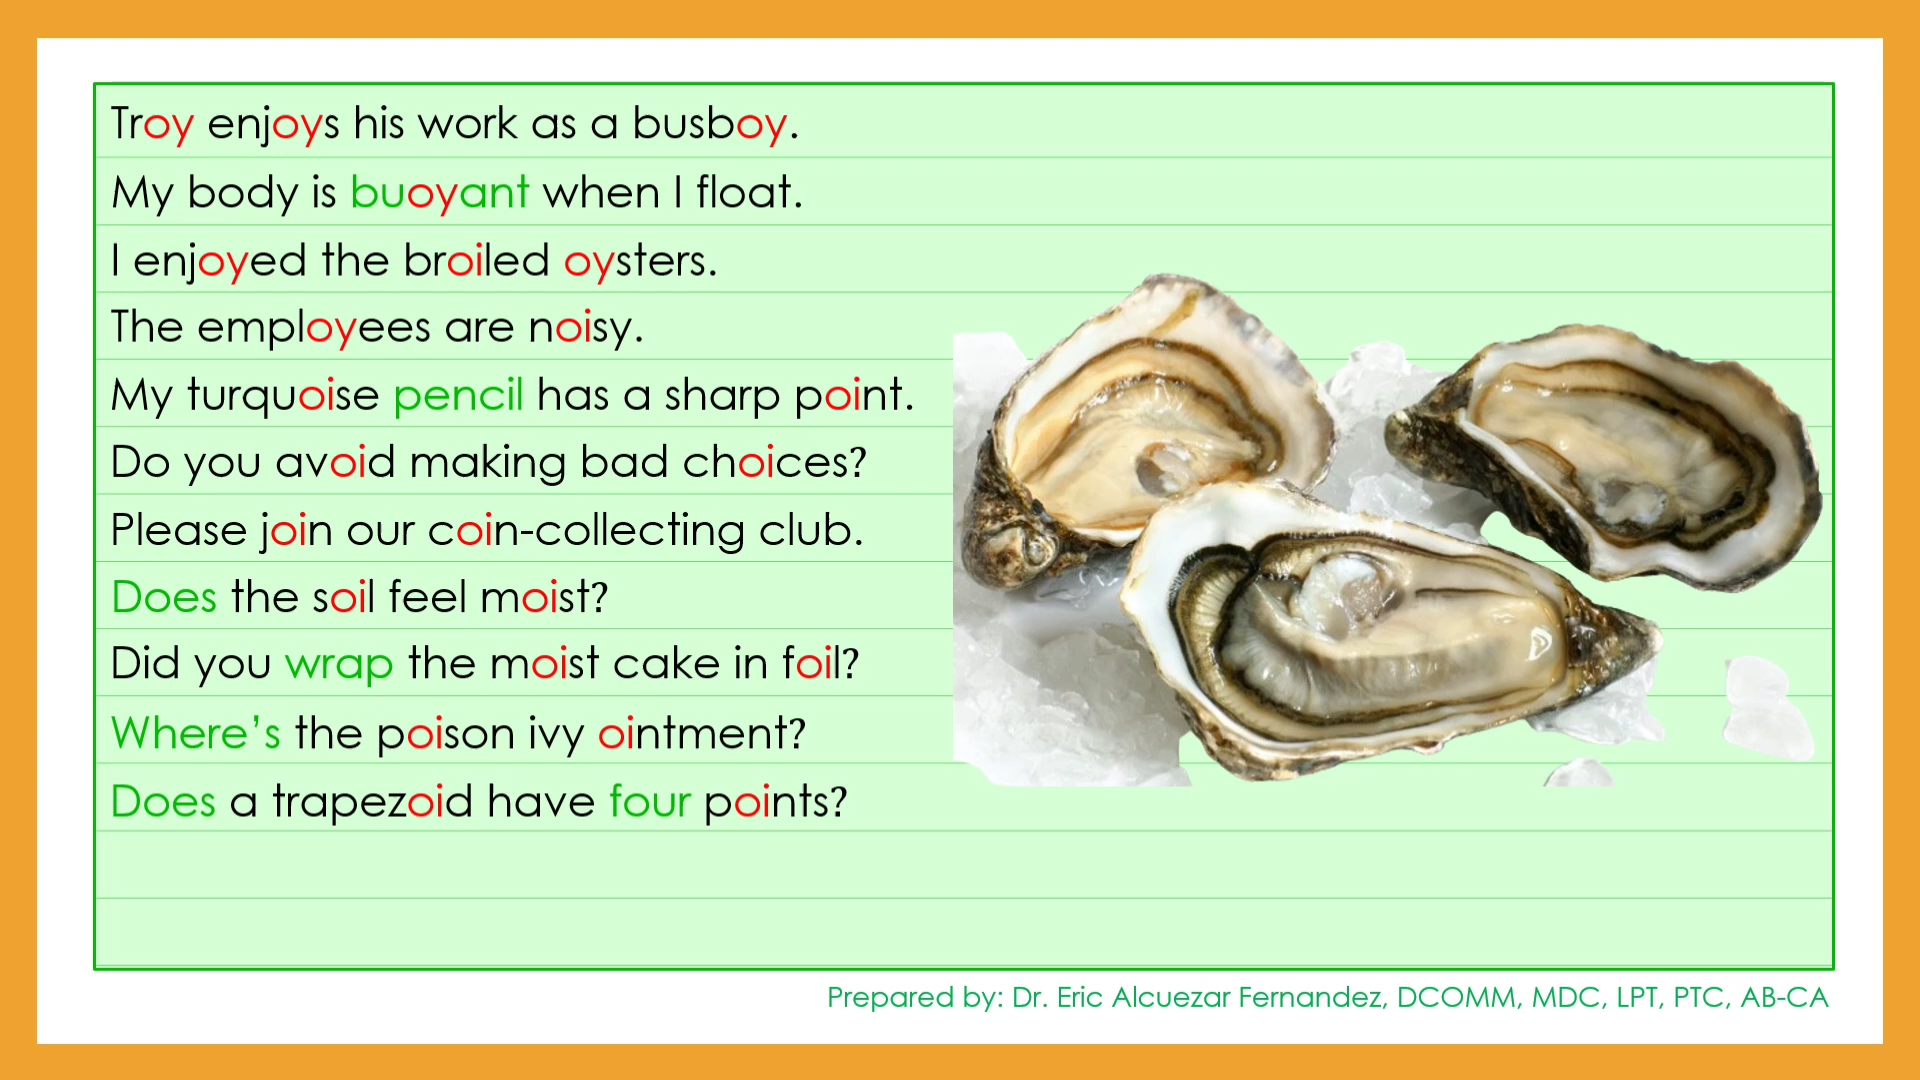 Troy enjoys his work as a busboy.
My body is buoyant when I float.
I enjoyed the broiled oysters.
The employees are noisy.
My turquoise pencil has a sharp point.
Do you avoid making bad choices?
Please join our coin-collecting club.
Does the soil feel moist?
Did you wrap the moist cake in foil?
Where’s the poison ivy ointment?
Does a trapezoid have four points?
Prepared by: Dr. Eric Alcuezar Fernandez, DCOMM, MDC, LPT, PTC, AB-CA